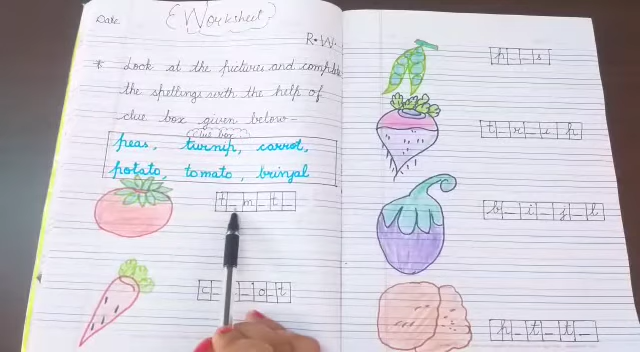 Date
Worksheet
R.W.
* Look at the pictures and complete
the spellings with the help of
clue box given below-
clue box
peas, turnip, carrot,
potato, tomato, brinjal
t _ m _ t _
c _ _ o t
p _ _ s
t _ r _ i p
b _ i _ j _ l
p _ t _ t _